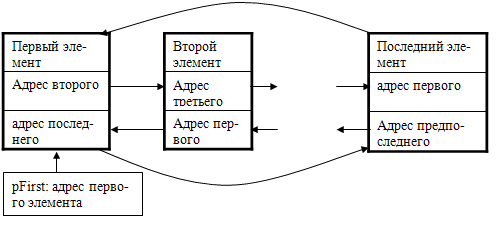 Первый эле-
мент
Адрес второго
адрес послед-
него
Второй
элемент
Адрес
третьего
Адрес пер-
вого
Последний эле-
мент
адрес первого
Адрес предпо-
следнего
pFirst: адрес перво-
го элемента